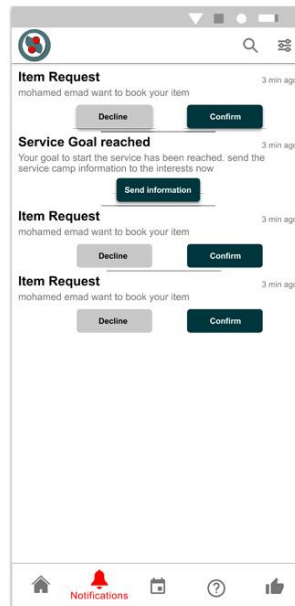 Item Request
3 min ago
mohamed emad want to book your item
Decline
Confirm
Service Goal reached
3 min ago
Your goal to start the service has been reached. send the
service camp information to the interests now
Send information
Item Request
3 min ago
mohamed emad want to book your item
Decline
Confirm
Item Request
3 min ago
mohamed emad want to book your item
Decline
Confirm
Notifications